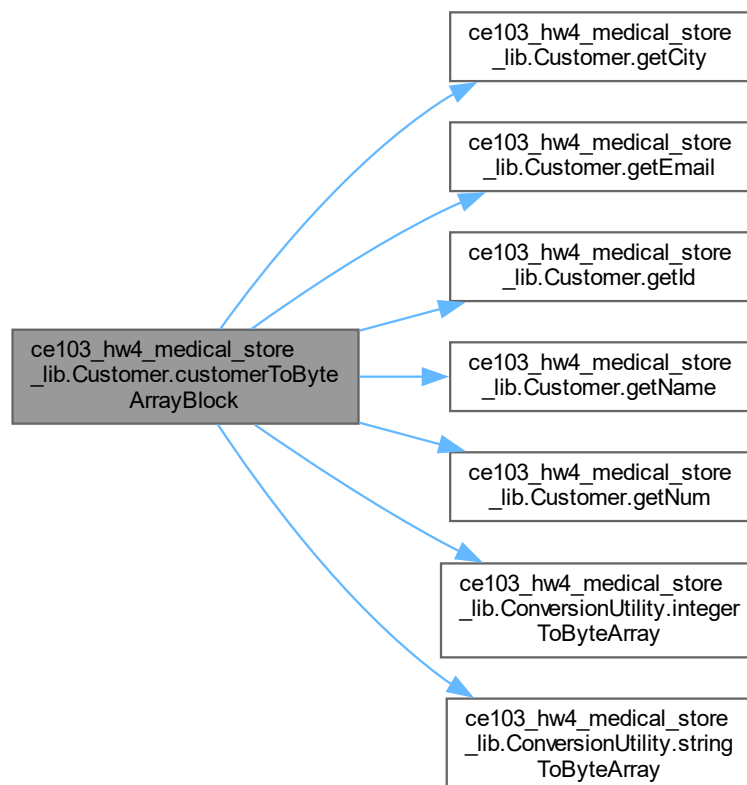 ce103_hw4_medical_store
_lib.Customer.getCity
ce103_hw4_medical_store
_lib.Customer.getEmail
ce103_hw4_medical_store
_lib.Customer.getId
ce103_hw4_medical_store
_lib.Customer.customerToByte
ArrayBlock
ce103_hw4_medical_store
_lib.Customer.getName
ce103_hw4_medical_store
_lib.Customer.getNum
ce103_hw4_medical_store
_lib.ConversionUtility.integer
ToByteArray
ce103_hw4_medical_store
_lib.ConversionUtility.string
ToByteArray